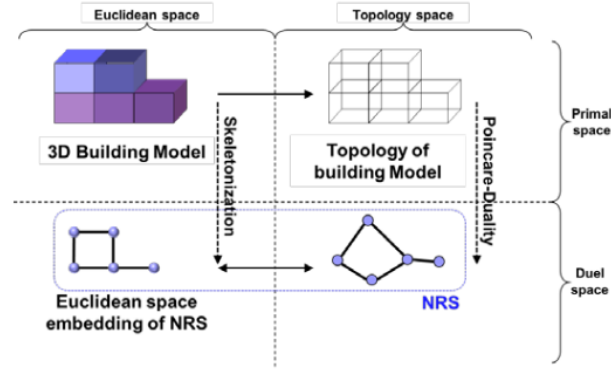 Euclidean space
Topology space
3D Building Model
Topology of
building Model
Skeletonization
Poincare-Duality
Primal
space
Euclidean space
embedding of NRS
NRS
Duel
space